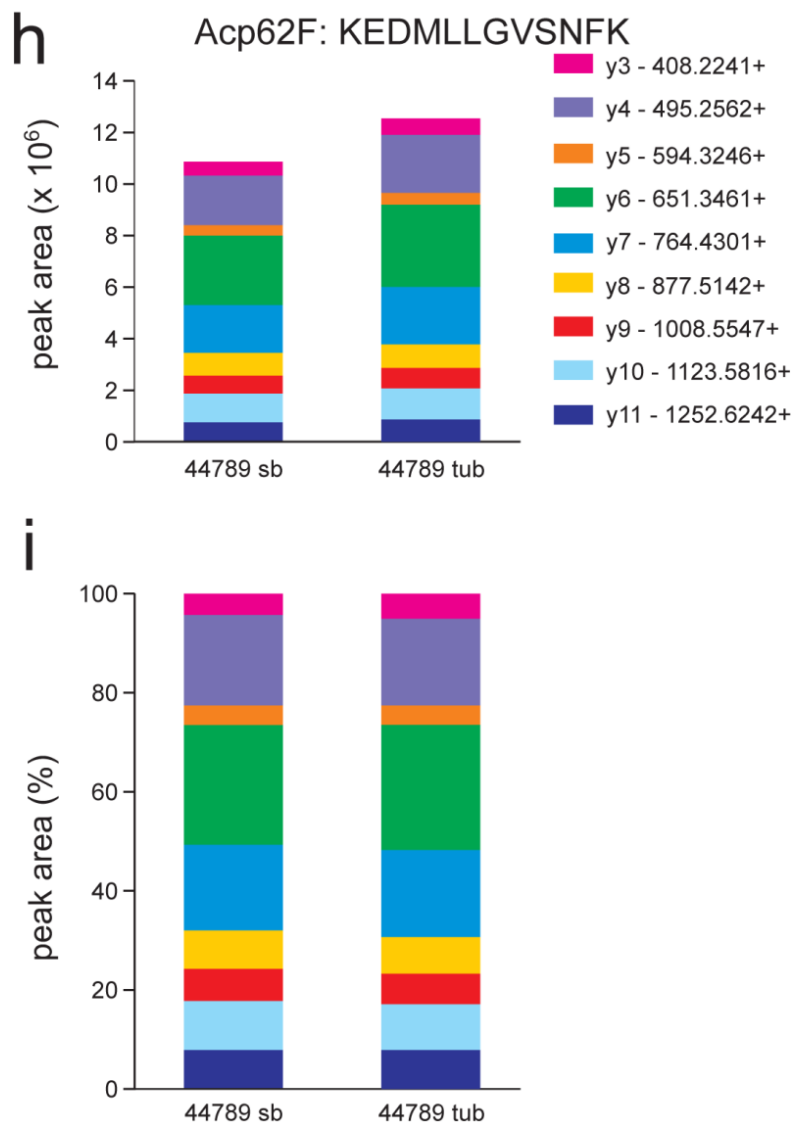 h
Acp62F: KEDMLLGVSNFK
14
12
10
8
6
4
2
0
peak area (x 10⁶)
44789 sb
44789 tub
y3 - 408.2241+
y4 - 495.2562+
y5 - 594.3246+
y6 - 651.3461+
y7 - 764.4301+
y8 - 877.5142+
y9 - 1008.5547+
y10 - 1123.5816+
y11 - 1252.6242+
i
100
80
60
40
20
0
peak area (%)
44789 sb
44789 tub